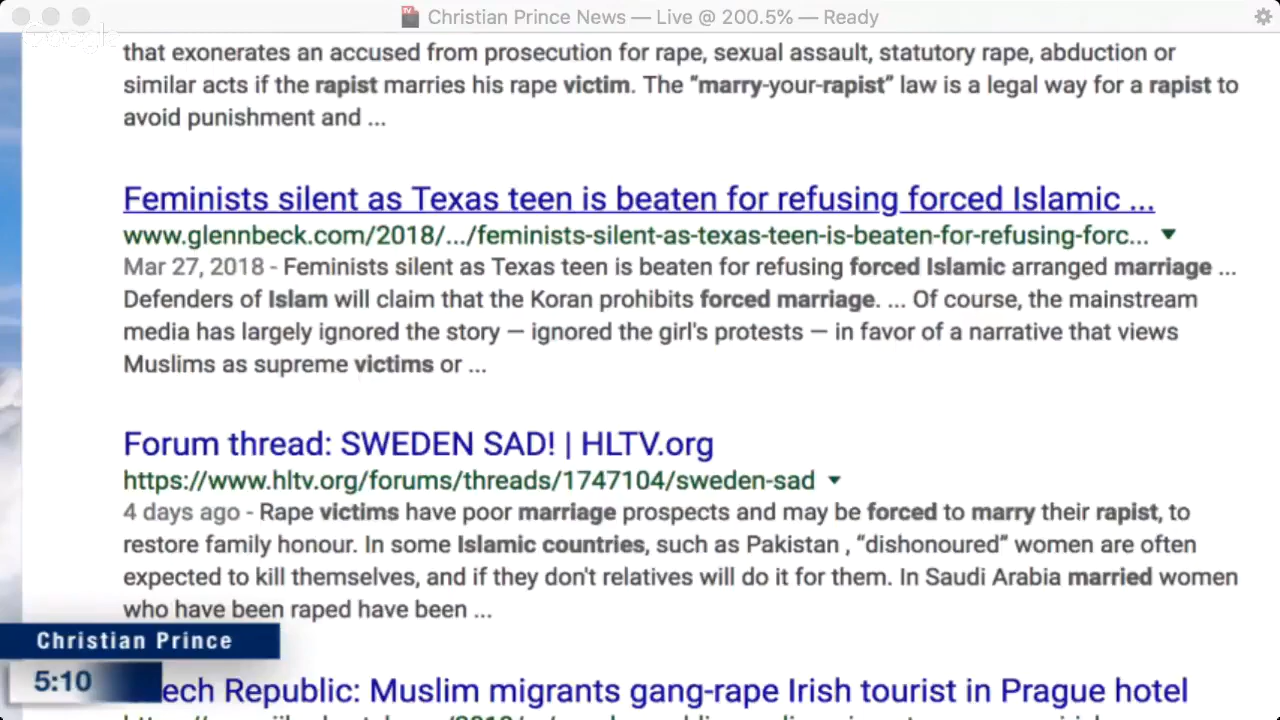 Christian Prince News — Live @ 200.5% — Ready
Google
that exonerates an accused from prosecution for rape, sexual assault, statutory rape, abduction or
similar acts if the rapist marries his rape victim. The “marry-your-rapist” law is a legal way for a rapist to
avoid punishment and ...
Feminists silent as Texas teen is beaten for refusing forced Islamic ...
www.glennbeck.com/2018/.../feminists-silent-as-texas-teen-is-beaten-for-refusing-forc...
Mar 27, 2018 - Feminists silent as Texas teen is beaten for refusing forced Islamic arranged marriage ...
Defenders of Islam will claim that the Koran prohibits forced marriage. ... Of course, the mainstream
media has largely ignored the story — ignored the girl's protests — in favor of a narrative that views
Muslims as supreme victims or ...
Forum thread: SWEDEN SAD! | HLTV.org
https://www.hltv.org/forums/threads/1747104/sweden-sad
4 days ago - Rape victims have poor marriage prospects and may be forced to marry their rapist, to
restore family honour. In some Islamic countries, such as Pakistan , “dishonoured” women are often
expected to kill themselves, and if they don't relatives will do it for them. In Saudi Arabia married women
who have been raped have been ...
Christian Prince
5:10
ech Republic: Muslim migrants gang-rape Irish tourist in Prague hotel